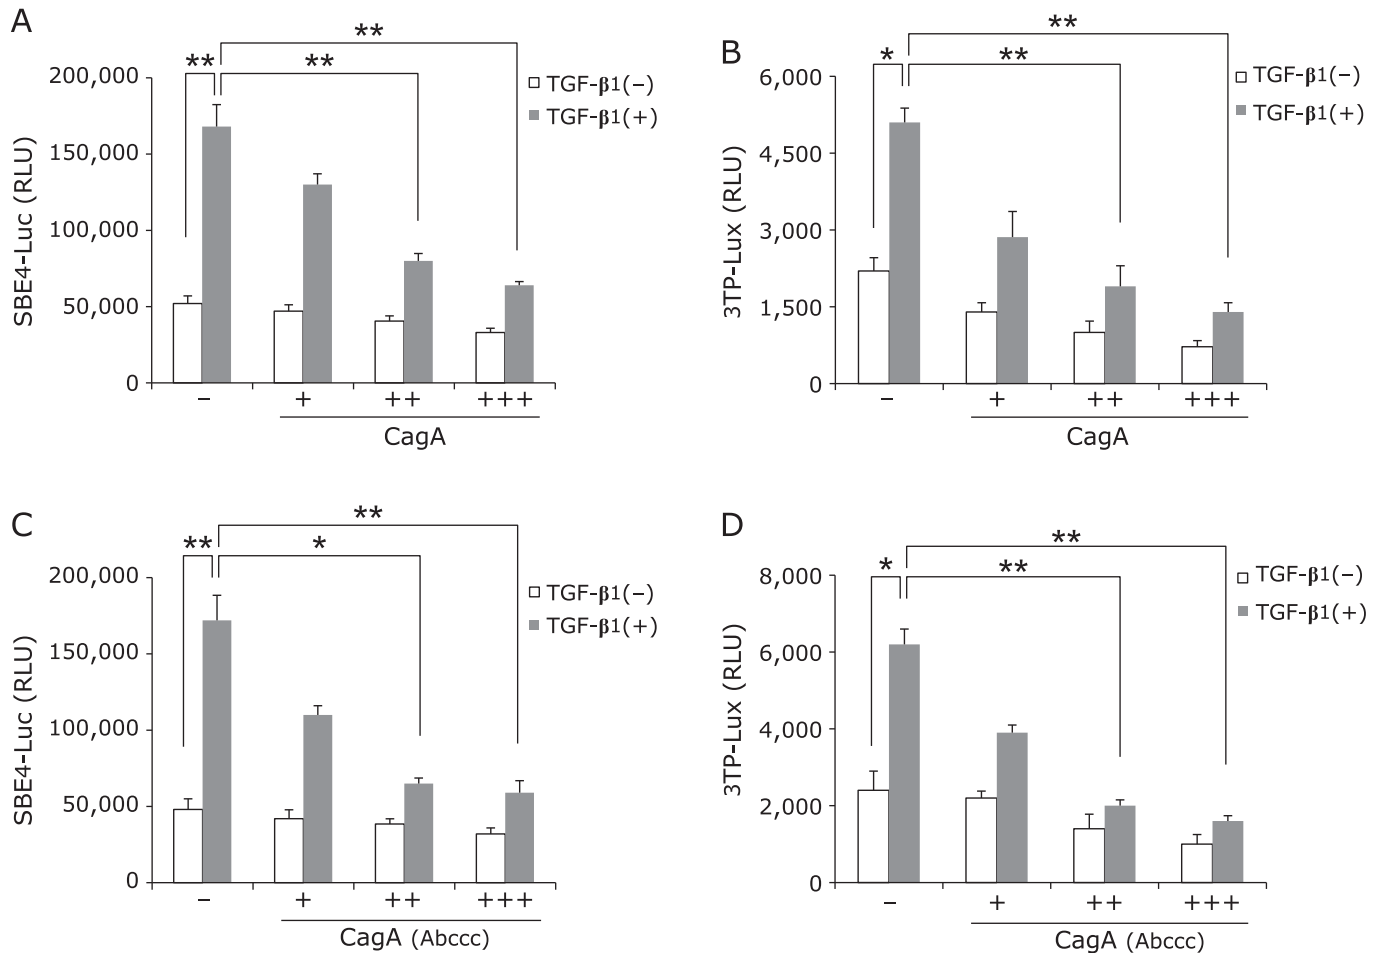 A
**
** **
200,000
150,000
100,000
50,000
0
SBE4-Luc (RLU)
TGF-β1(−)
TGF-β1(+)
− + ++ +++
CagA
B
**
* **
6,000
4,500
3,000
1,500
0
3TP-Lux (RLU)
TGF-β1(−)
TGF-β1(+)
− + ++ +++
CagA
C
**
** *
200,000
150,000
100,000
50,000
0
SBE4-Luc (RLU)
TGF-β1(−)
TGF-β1(+)
− + ++ +++
CagA (Abccc)
D
**
* **
8,000
6,000
4,000
2,000
0
3TP-Lux (RLU)
TGF-β1(−)
TGF-β1(+)
− + ++ +++
CagA (Abccc)